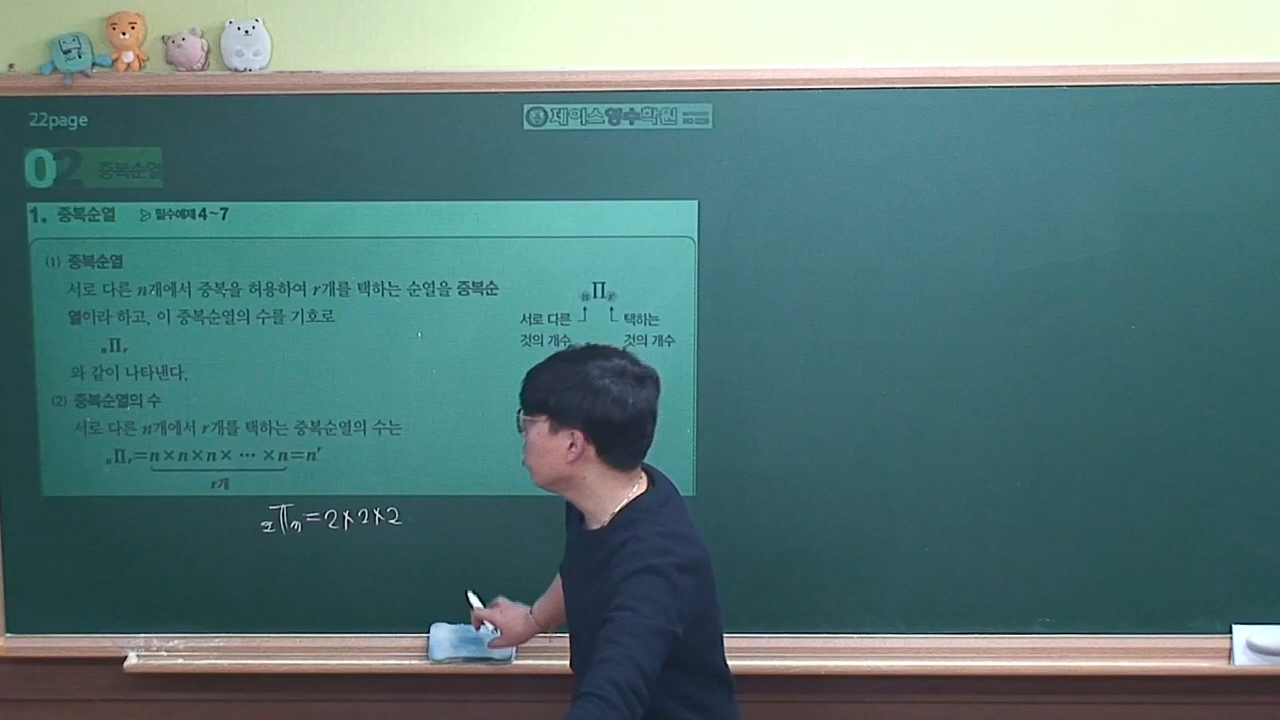 22page
제이스영수학원
02 중복순열
1. 중복순열 ▷ 필수예제 4~7
(1) 중복순열
서로 다른 n개에서 중복을 허용하여 r개를 택하는 순열을 중복순
열이라 하고, 이 중복순열의 수를 기호로
ₙΠᵣ
와 같이 나타낸다.
ₙΠᵣ
서로 다른 택하는
것의 개수 것의 개수
(2) 중복순열의 수
서로 다른 n개에서 r개를 택하는 중복순열의 수는
ₙΠᵣ=n×n×n× ⋯ ×n=nʳ
r개
=2×2×2